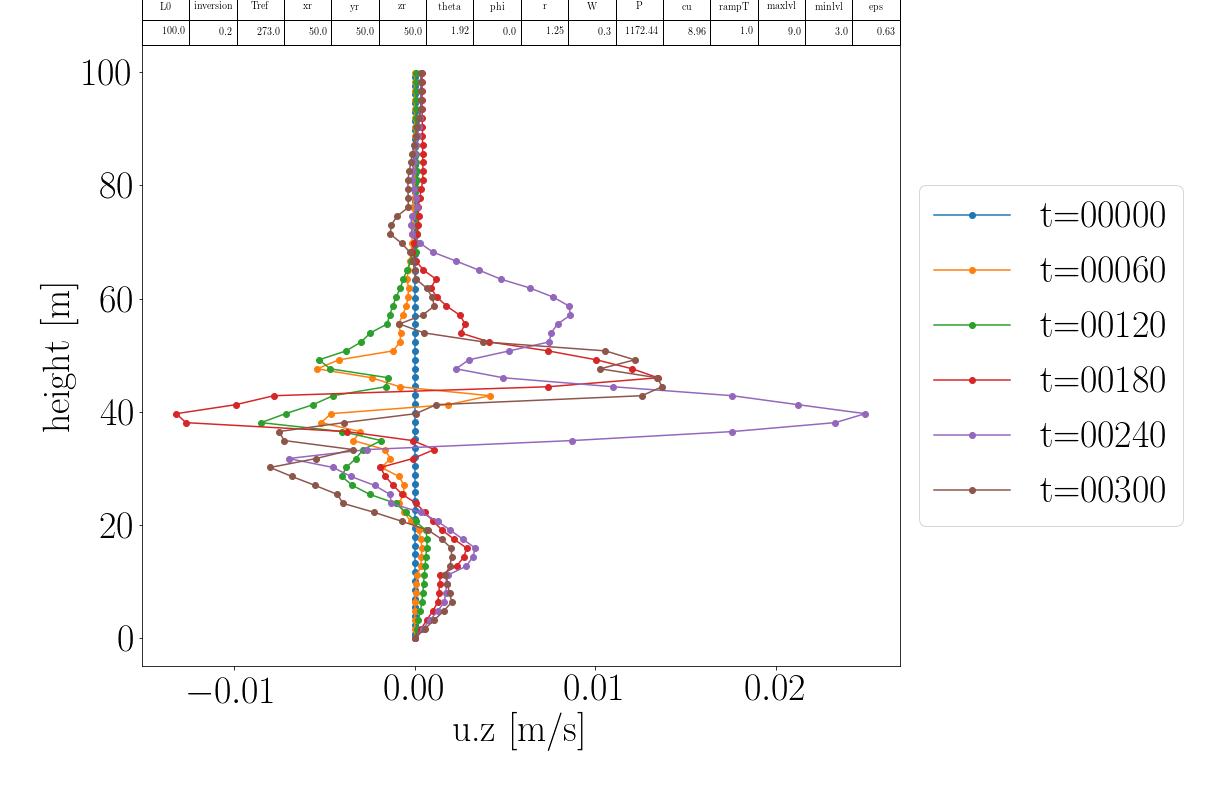 L0 inversion Tref xr yr zr theta phi r W P cu rampT maxlvl minlvl eps
100.0 0.2 273.0 50.0 50.0 50.0 1.92 0.0 1.25 0.3 1172.44 8.96 1.0 9.0 3.0 0.63
100
80
60
40
20
0
height [m]
−0.01 0.00 0.01 0.02
u.z [m/s]
t=00000
t=00060
t=00120
t=00180
t=00240
t=00300